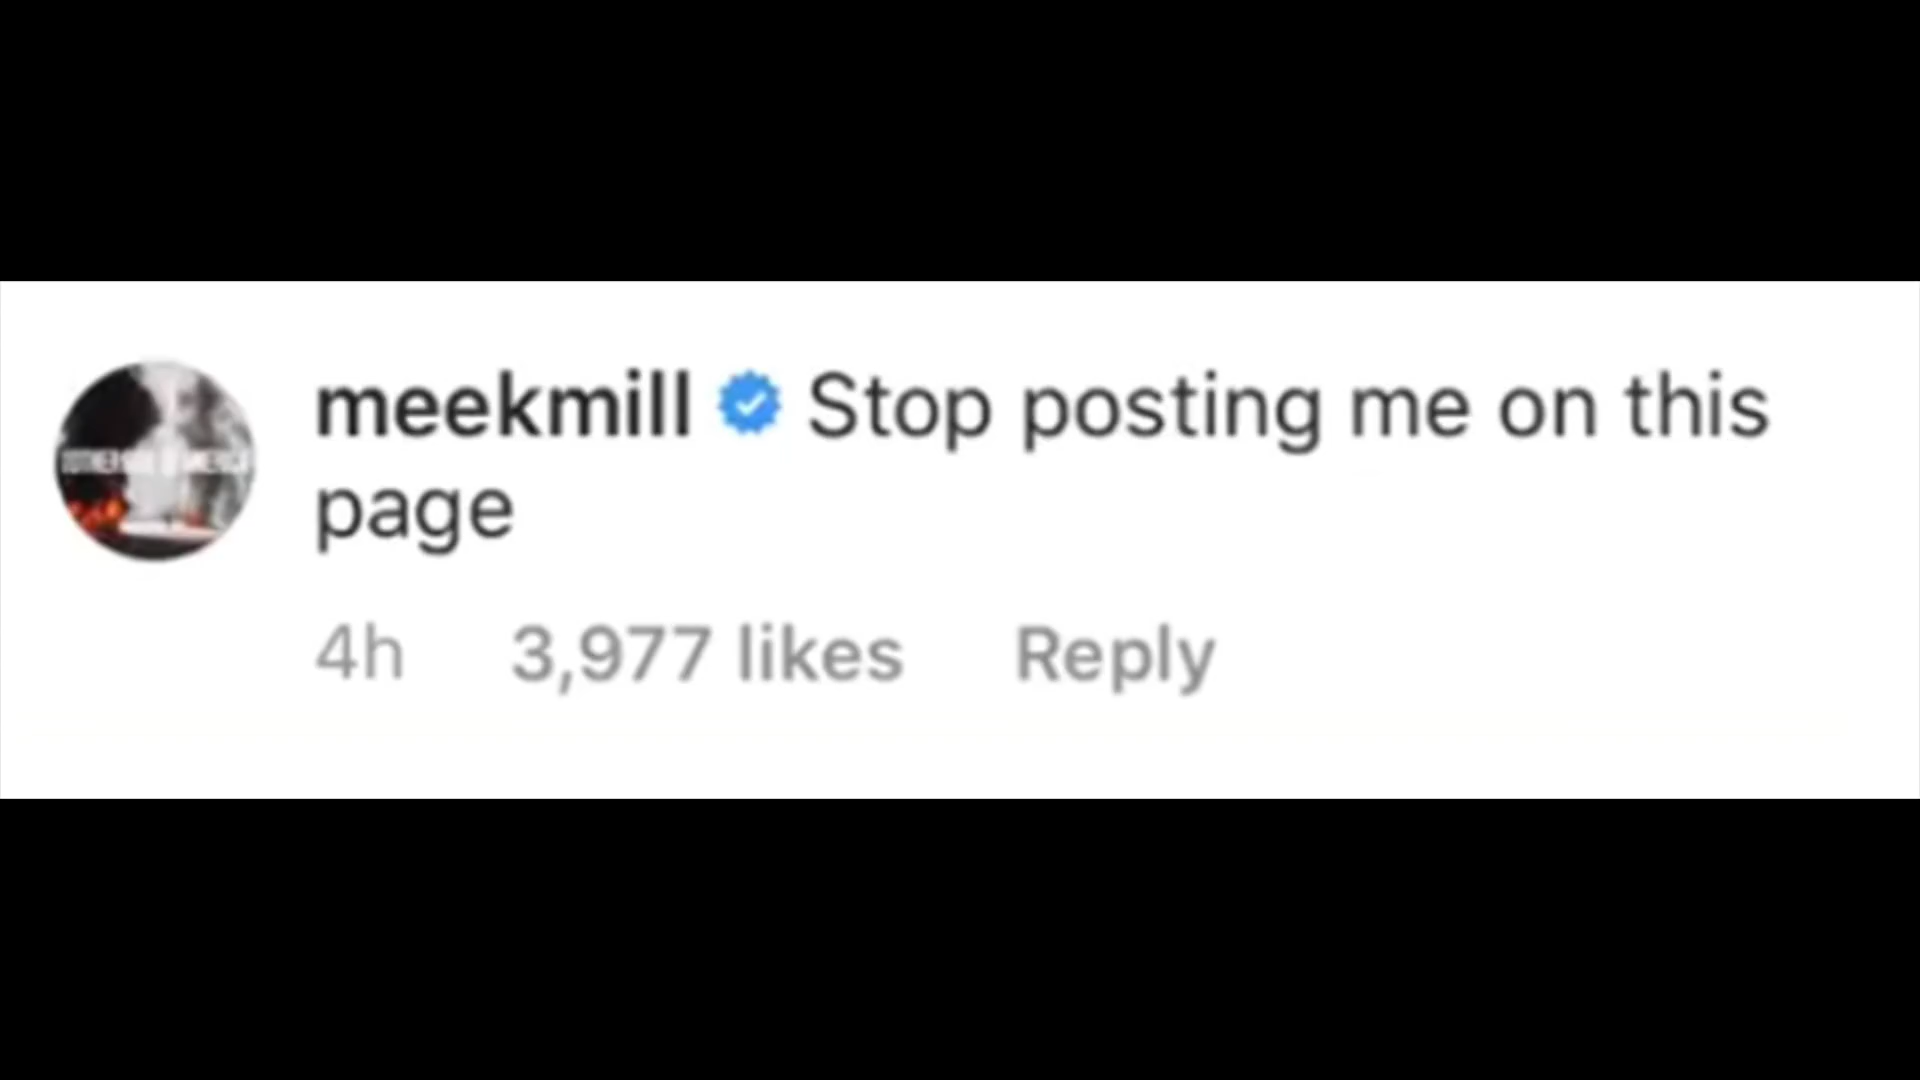 meekmill Stop posting me on this
page
4h 3,977 likes Reply